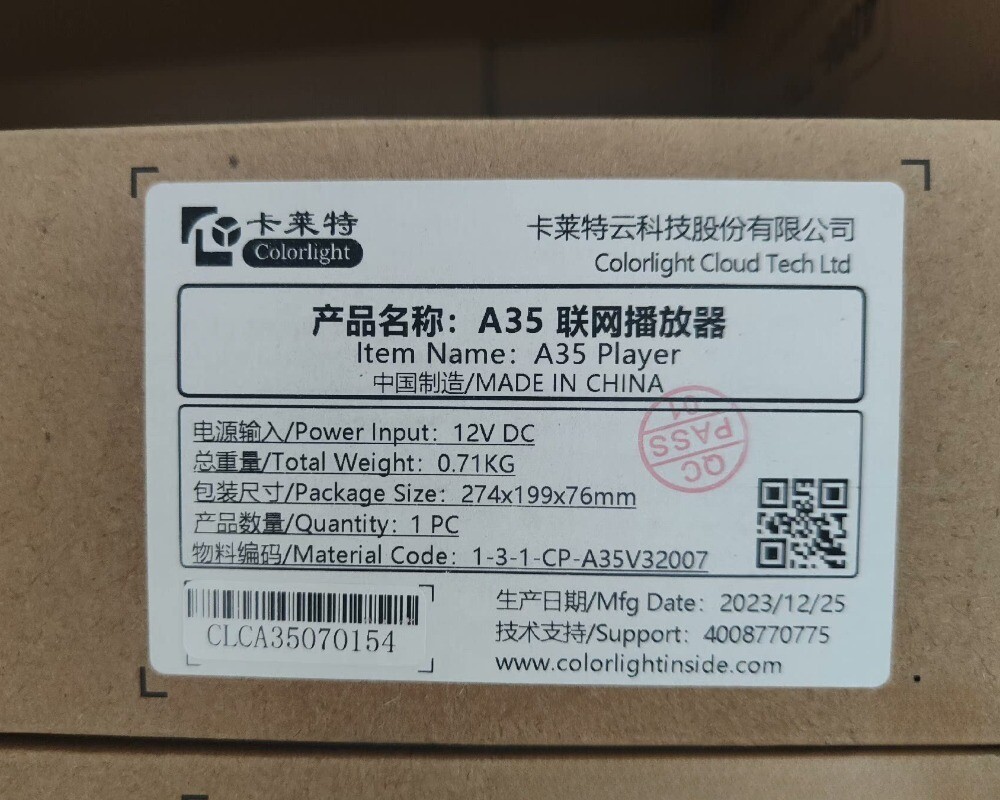 卡莱特
Colorlight
卡莱特云科技股份有限公司
Colorlight Cloud Tech Ltd
产品名称：A35 联网播放器
Item Name：A35 Player
中国制造/MADE IN CHINA
电源输入/Power Input：12V DC
总重量/Total Weight：0.71KG
包装尺寸/Package Size：274x199x76mm
产品数量/Quantity：1 PC
物料编码/Material Code：1-3-1-CP-A35V32007
QC
PASS
01
CLCA35070154
生产日期/Mfg Date：2023/12/25
技术支持/Support：4008770775
www.colorlightinside.com